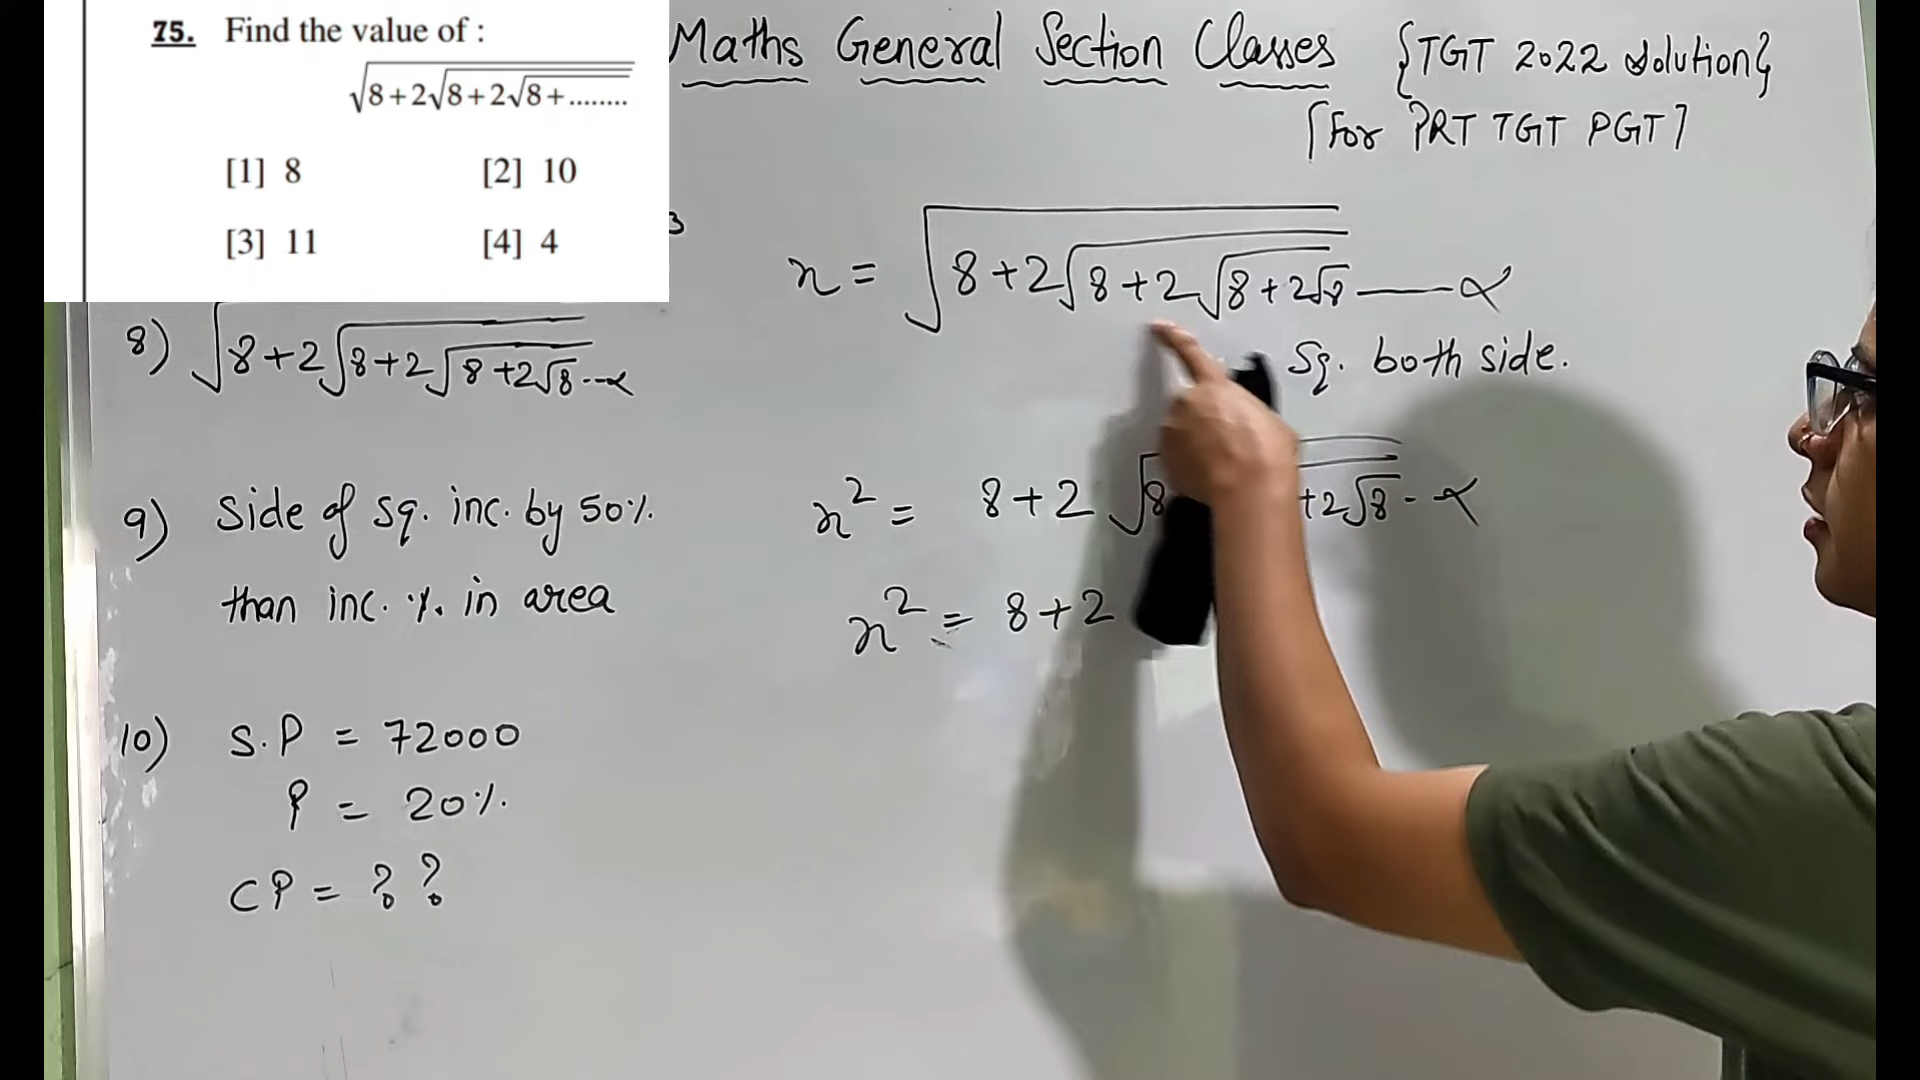 75. Find the value of :
√8+2√8+2√8+........
[1] 8 [2] 10
[3] 11 [4] 4
Maths General Section Classes {TGT 2022 solution}
[For PRT TGT PGT]
3
8) √8+2√8+2√8+2√8--∝
9) Side of sq. inc. by 50%
than inc. %. in area
10) S.P = 72000
P = 20%
CP = ??
x = √8+2√8+2√8+2√8 — ∝
Sq. both side.
x² = 8+2 √8 +2√8 - ∝
x² = 8+2